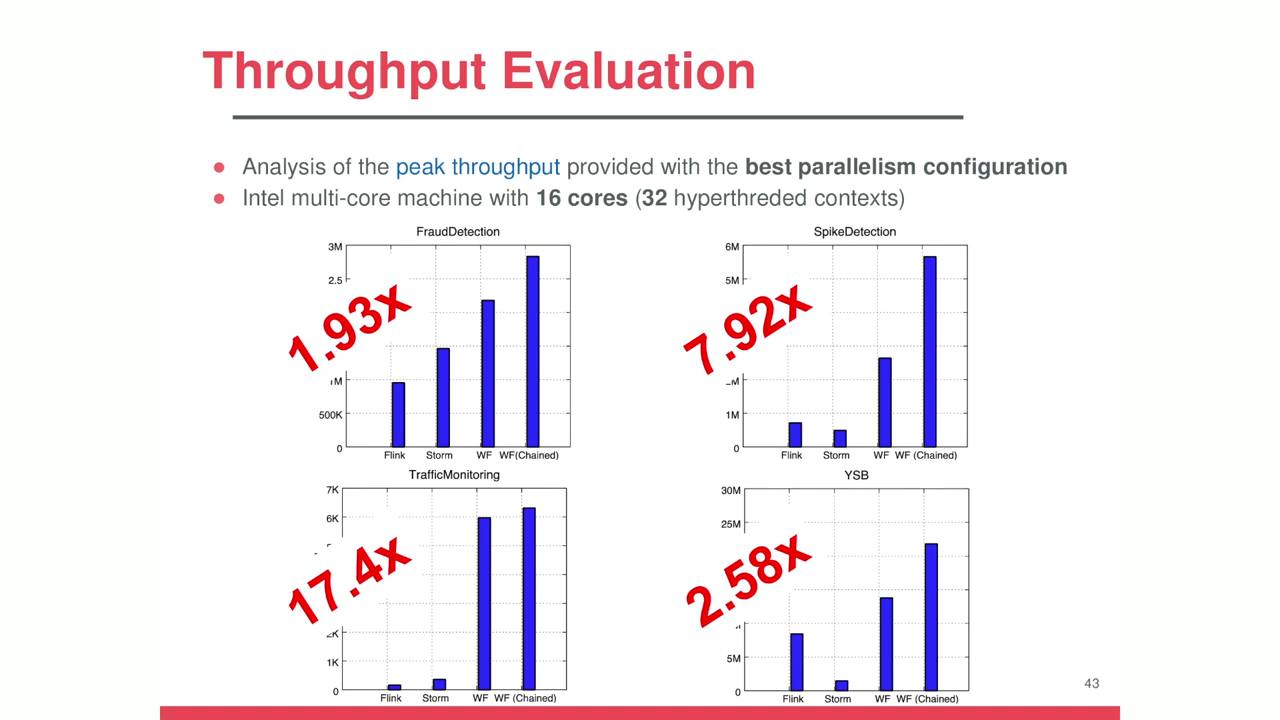 Throughput Evaluation
● Analysis of the peak throughput provided with the best parallelism configuration
● Intel multi-core machine with 16 cores (32 hyperthreded contexts)
FraudDetection
3M
2.5
1M
500K
0
Flink Storm WF WF(Chained)
1.93x
SpikeDetection
6M
5M
1M
0
Flink Storm WF WF (Chained)
7.92x
TrafficMonitoring
7K
6K
2K
1K
0
Flink Storm WF WF (Chained)
17.4x
YSB
30M
25M
5M
0
Flink Storm WF WF (Chained)
2.58x
43